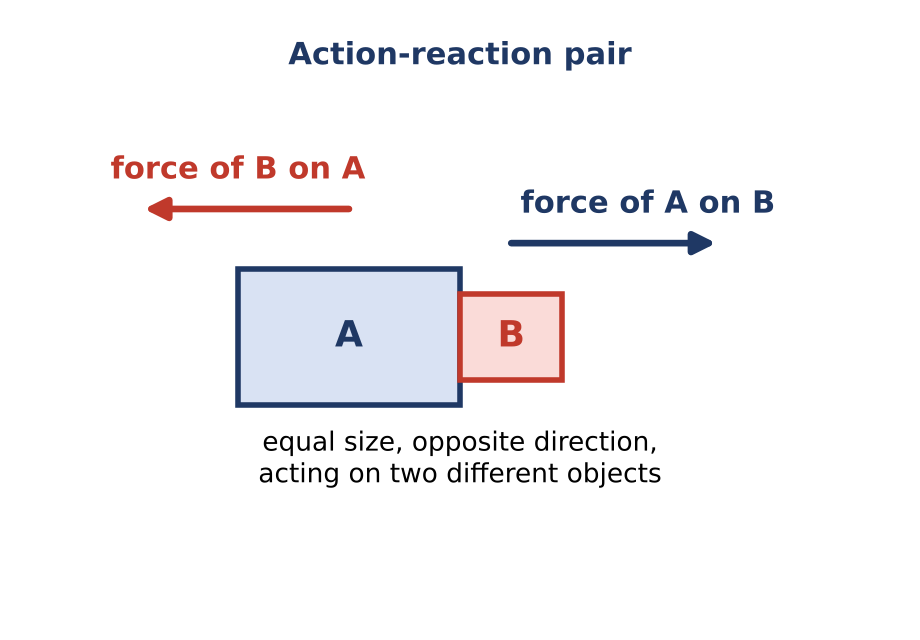 Action-reaction pair
force of B on A
force of A on B
A
B
equal size, opposite direction,
acting on two different objects